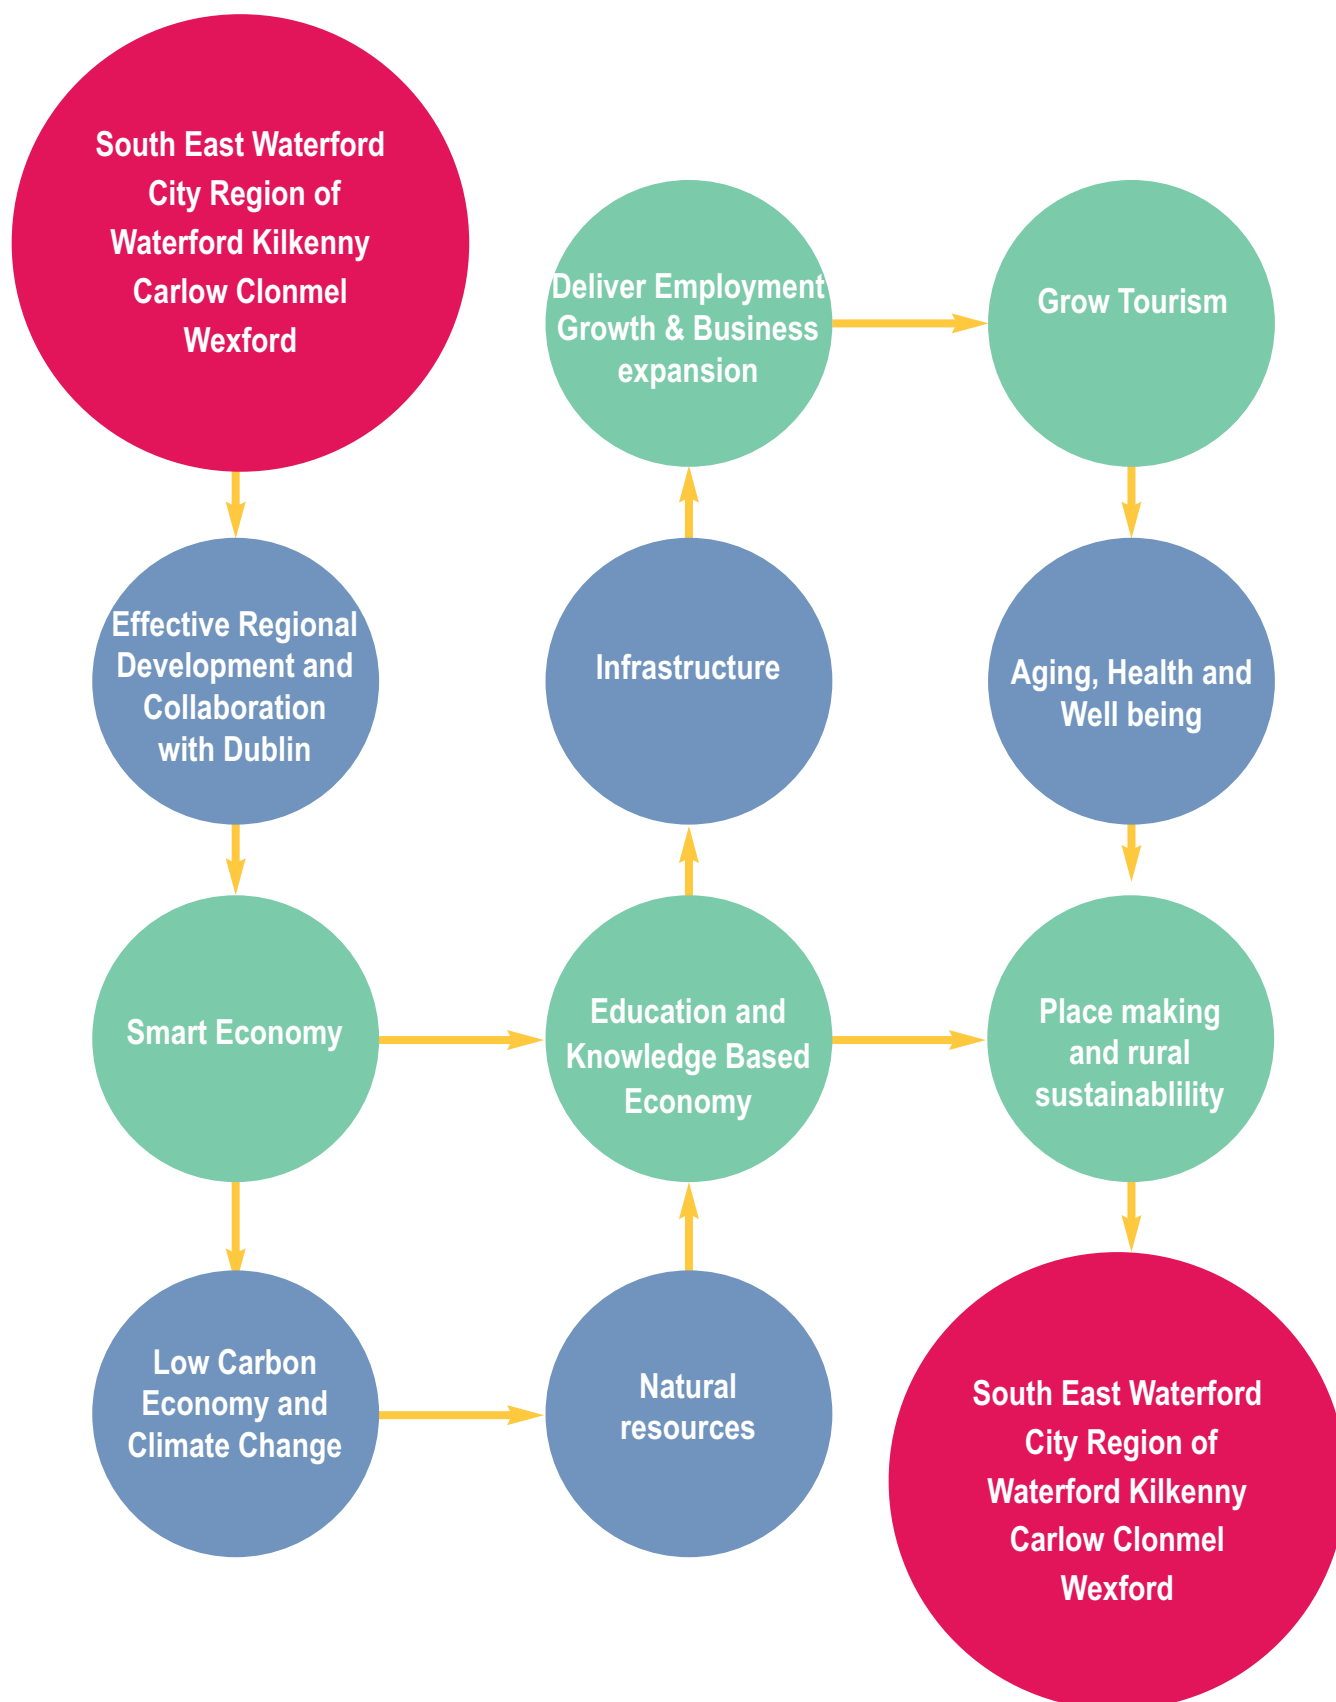 South East Waterford
City Region of
Waterford Kilkenny
Carlow Clonmel
Wexford
Effective Regional
Development and
Collaboration
with Dublin
Smart Economy
Low Carbon
Economy and
Climate Change
Natural
resources
Education and
Knowledge Based
Economy
Infrastructure
Deliver Employment
Growth & Business
expansion
Grow Tourism
Aging, Health and
Well being
Place making
and rural
sustainablility
South East Waterford
City Region of
Waterford Kilkenny
Carlow Clonmel
Wexford